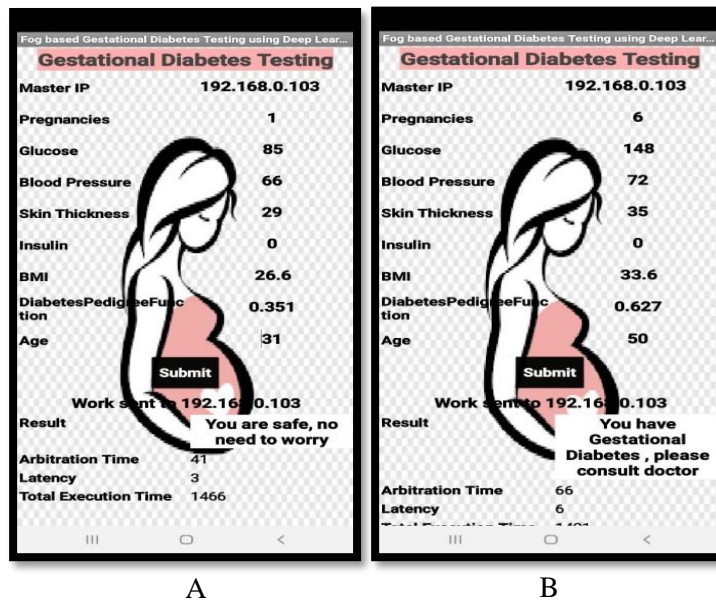 Fog based Gestational Diabetes Testing using Deep Lear...
Gestational Diabetes Testing
Master IP 192.168.0.103
Pregnancies 1
Glucose 85
Blood Pressure 66
Skin Thickness 29
Insulin 0
BMI 26.6
DiabetesPedigreeFunc
tion 0.351
Age 31
Submit
Work sent to 192.168.0.103
Result You are safe, no
need to worry
Arbitration Time 41
Latency 3
Total Execution Time 1466
A
Fog based Gestational Diabetes Testing using Deep Lear...
Gestational Diabetes Testing
Master IP 192.168.0.103
Pregnancies 6
Glucose 148
Blood Pressure 72
Skin Thickness 35
Insulin 0
BMI 33.6
DiabetesPedigreeFunc
tion 0.627
Age 50
Submit
Work sent to 192.168.0.103
Result You have
Gestational
Diabetes , please
consult doctor
Arbitration Time 66
Latency 6
Total Execution Time
B